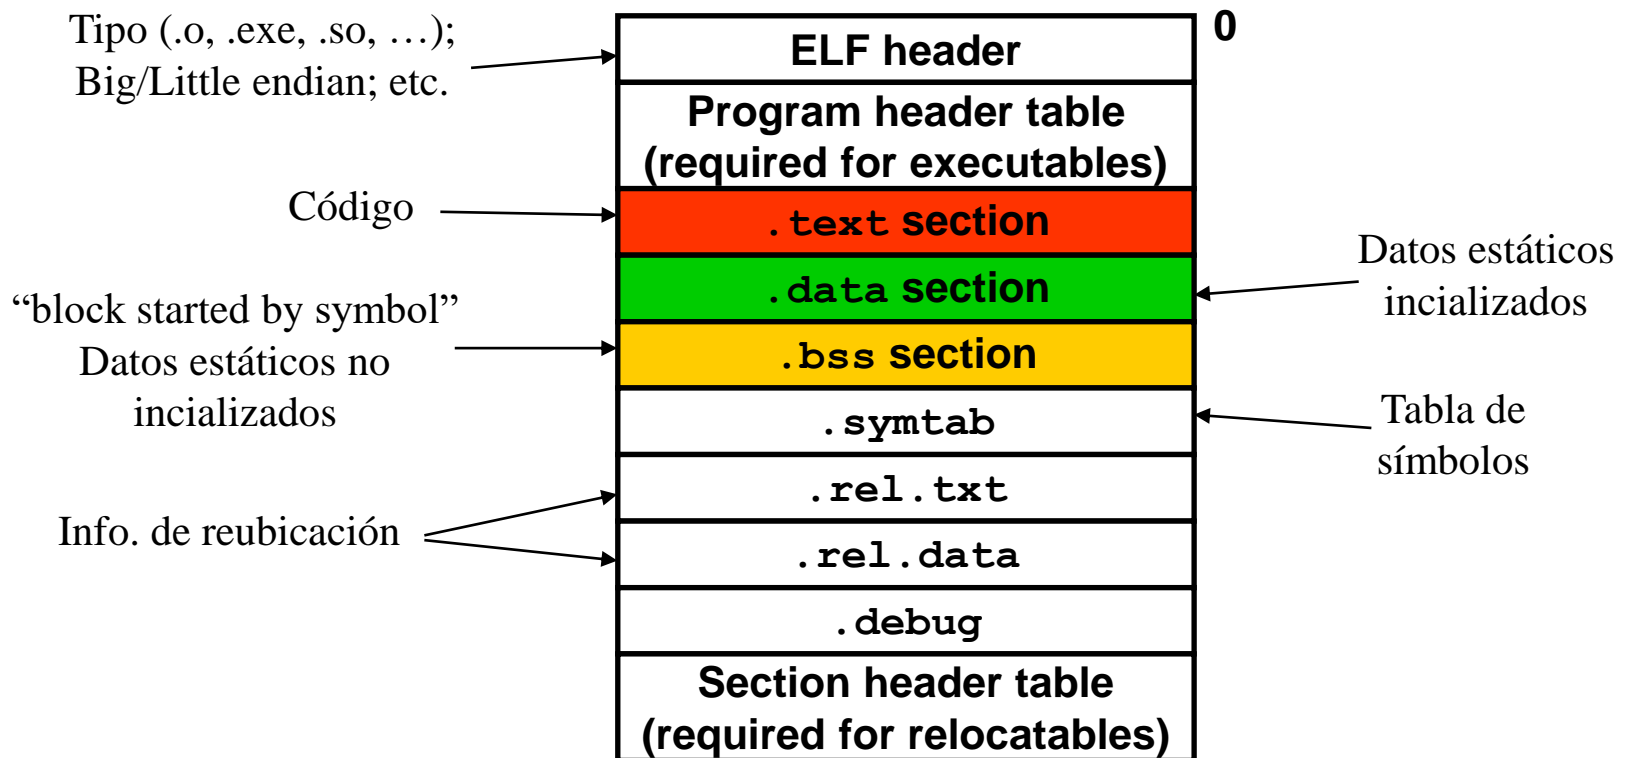 Tipo (.o, .exe, .so, …);
Big/Little endian; etc.
0
ELF header
Program header table
(required for executables)
Código
.text section
Datos estáticos
incializados
.data section
“block started by symbol”
Datos estáticos no
incializados
.bss section
Tabla de
símbolos
.symtab
Info. de reubicación
.rel.txt
.rel.data
.debug
Section header table
(required for relocatables)